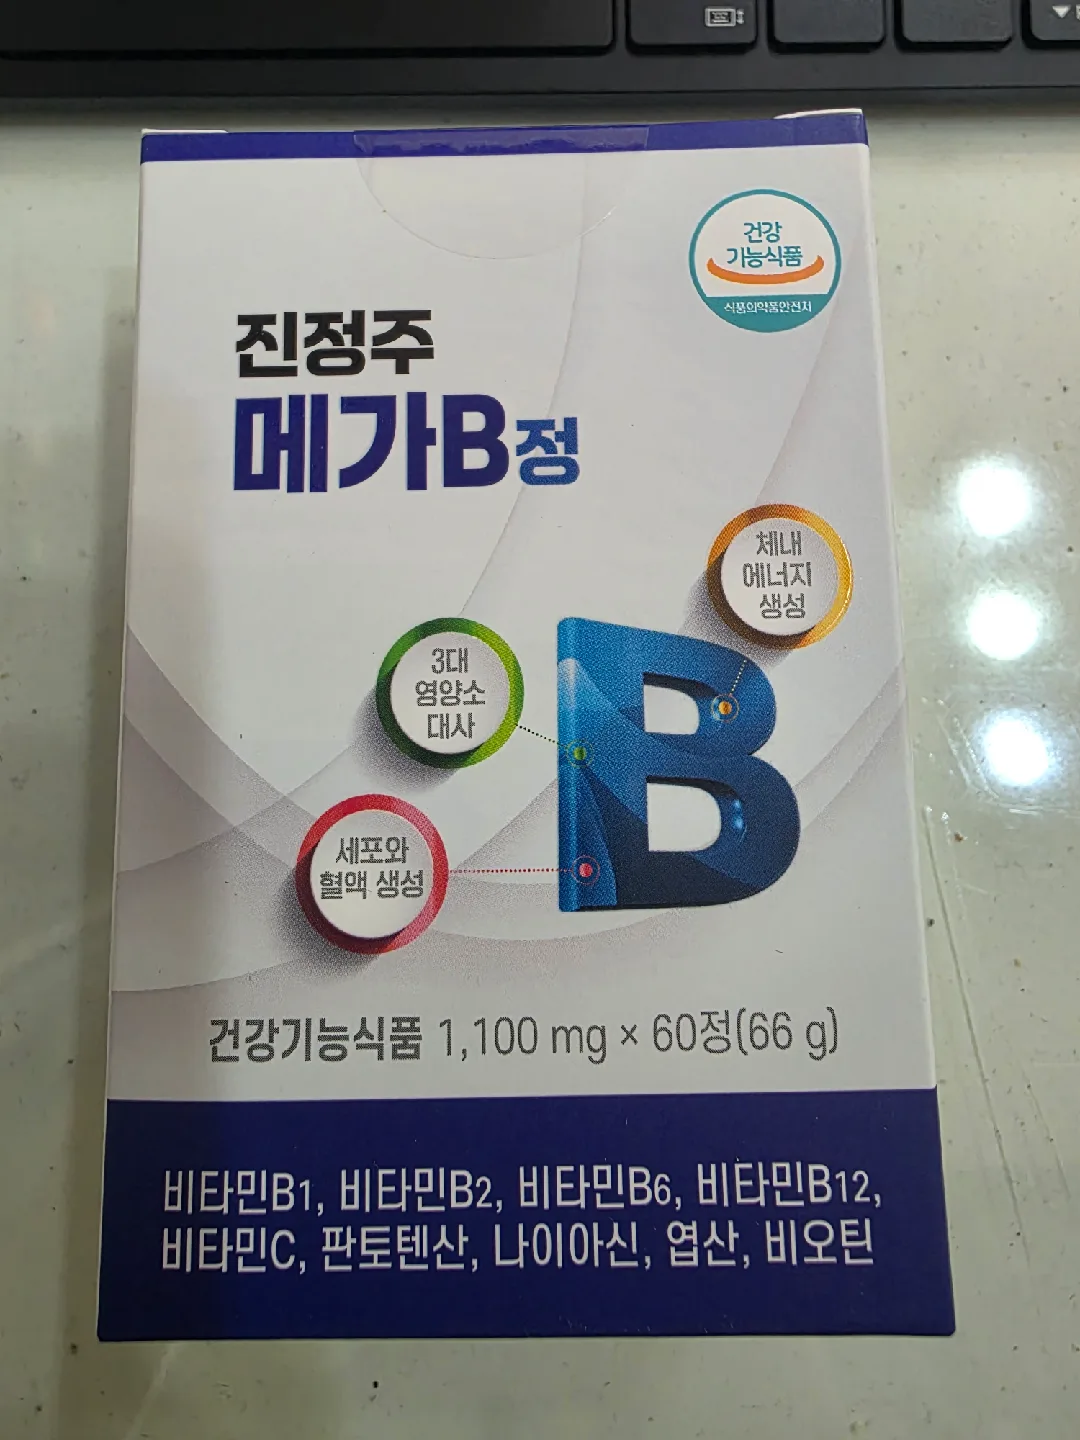 건강
기능식품
식품의약품안전처
진정주
메가B정
체내
에너지
생성
3대
영양소
대사
세포와
혈액 생성
건강기능식품 1,100 mg × 60정(66 g)
비타민B1, 비타민B2, 비타민B6, 비타민B12,
비타민C, 판토텐산, 나이아신, 엽산, 비오틴